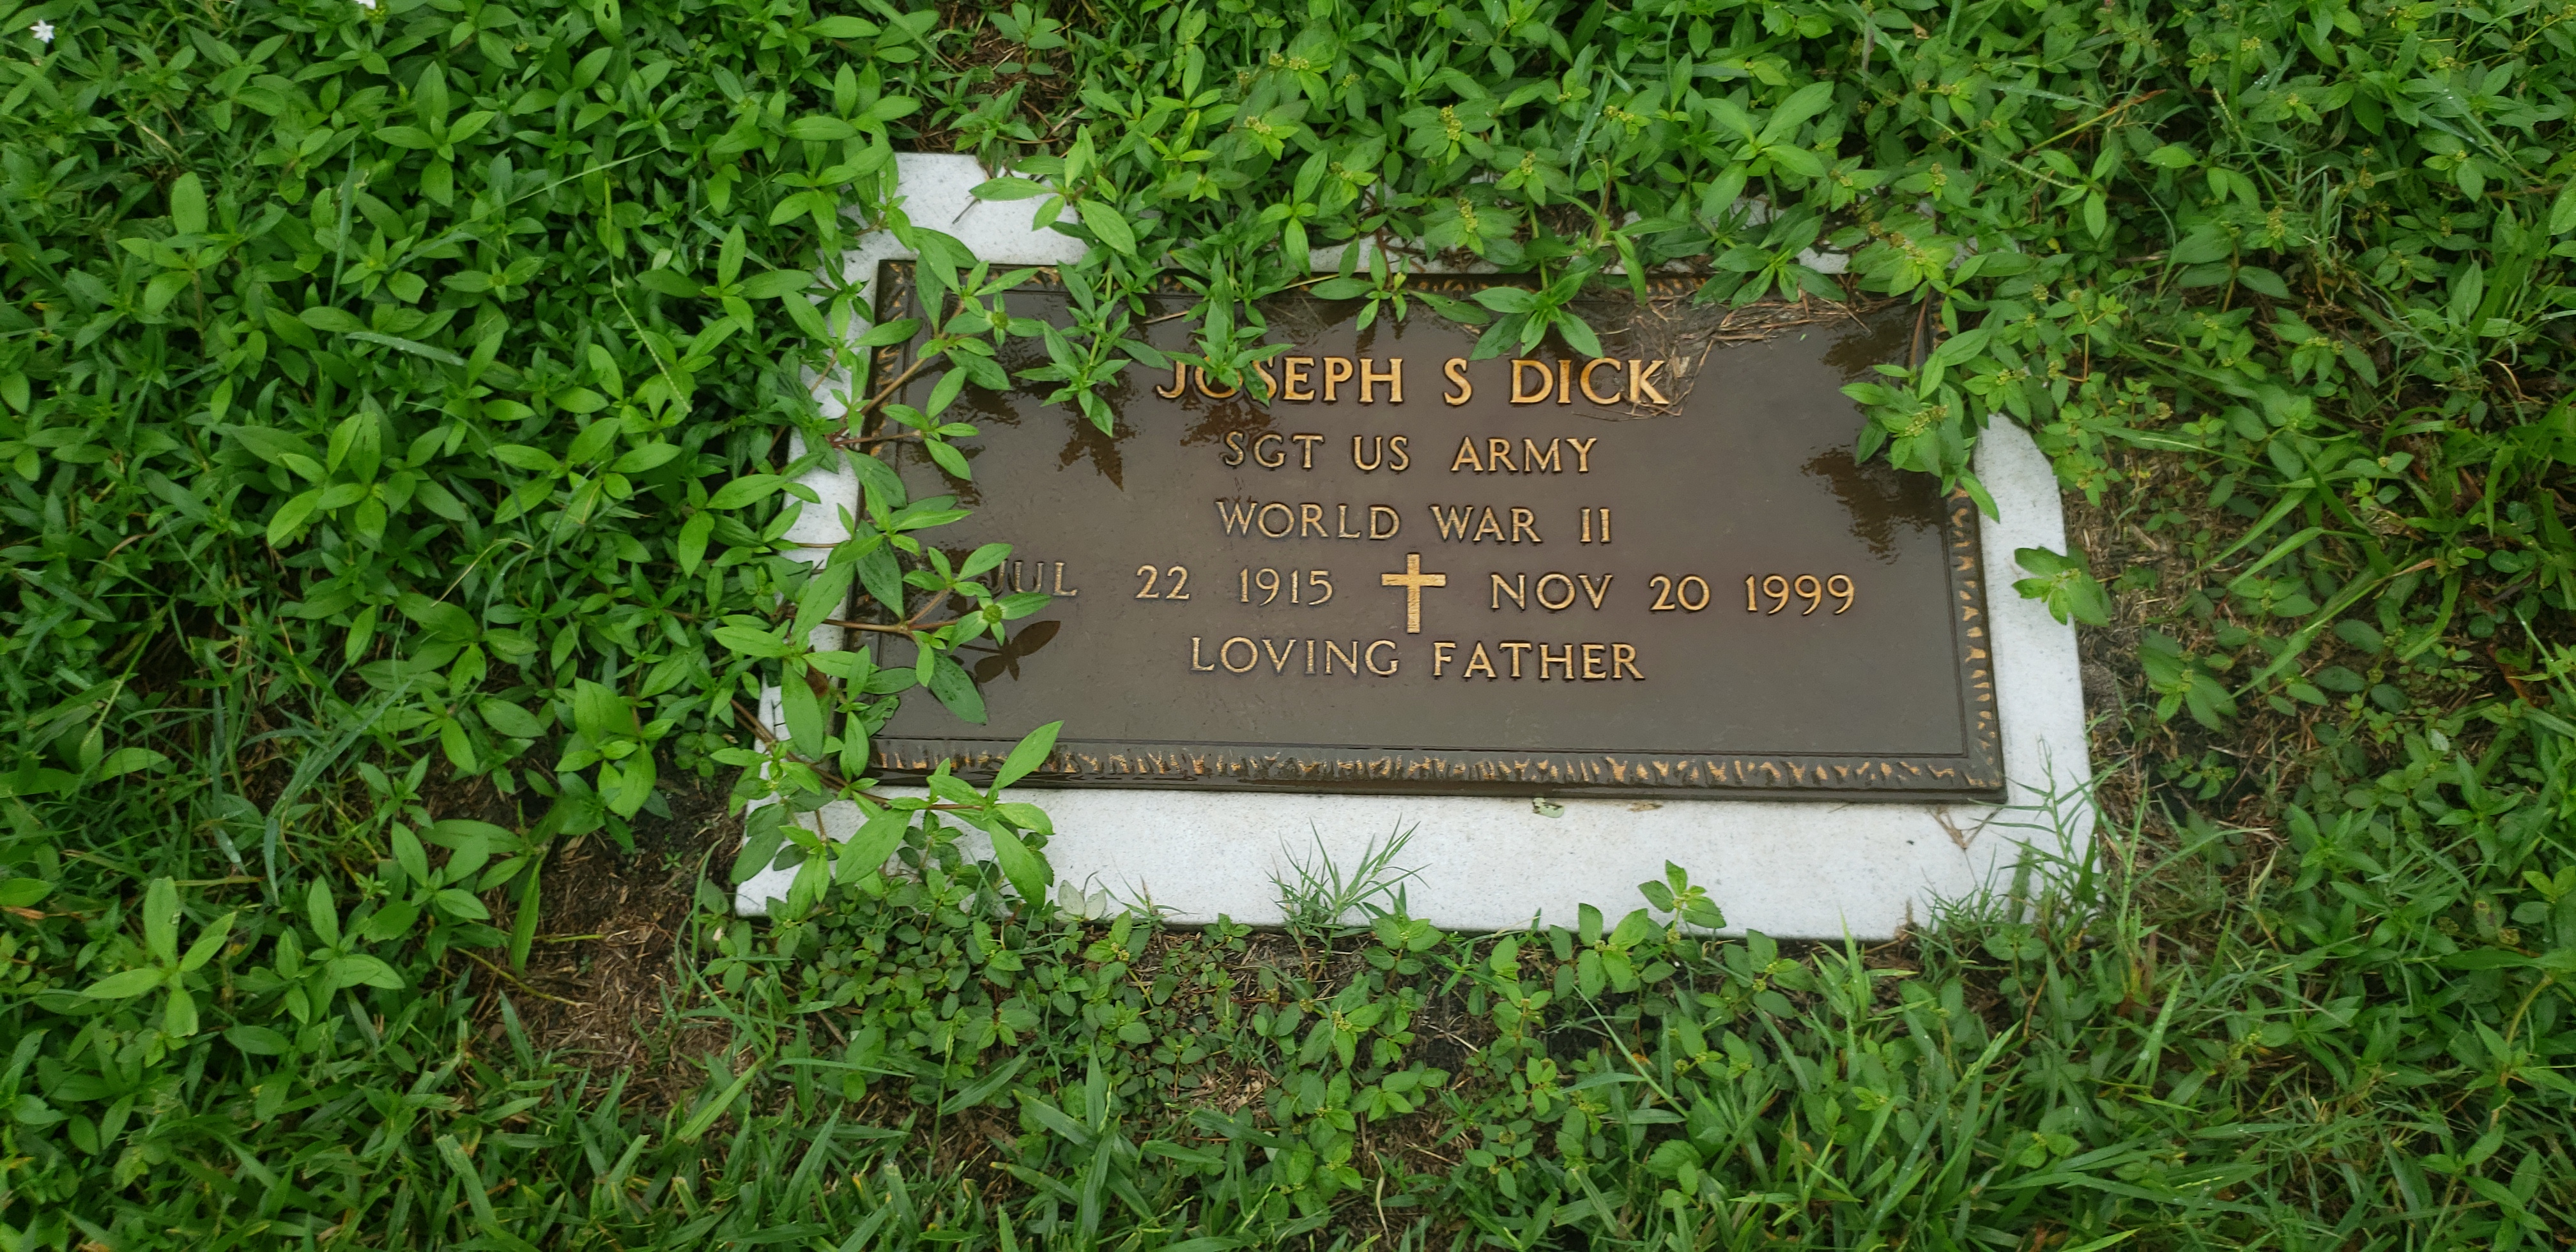 JOSEPH S DICK
SGT US ARMY
WORLD WAR II
JUL 22 1915 NOV 20 1999
LOVING FATHER